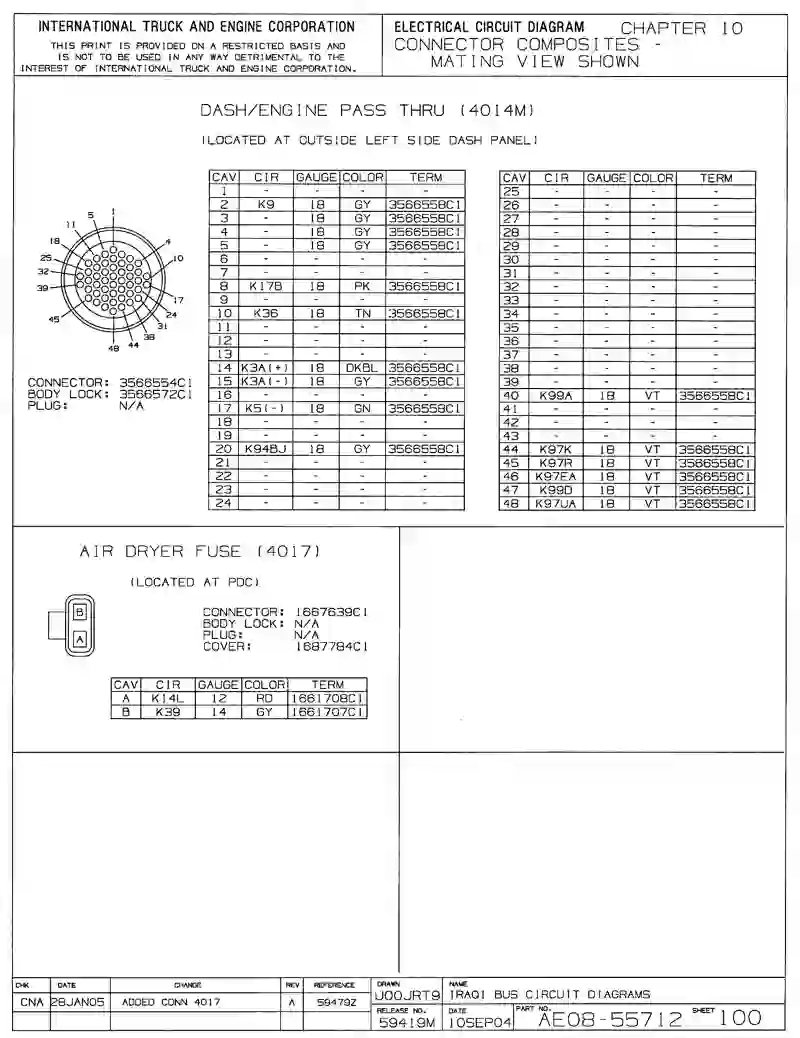 INTERNATIONAL TRUCK AND ENGINE CORPORATION
THIS PRINT IS PROVIDED ON A RESTRICTED BASIS AND
IS NOT TO BE USED IN ANY WAY DETRIMENTAL TO THE
INTEREST OF INTERNATIONAL TRUCK AND ENGINE CORPORATION.
ELECTRICAL CIRCUIT DIAGRAM CHAPTER 10
CONNECTOR COMPOSITES -
MATING VIEW SHOWN
DASH/ENGINE PASS THRU (4014M)
(LOCATED AT OUTSIDE LEFT SIDE DASH PANEL)
1
5
11
18
25
32
39
45
48
44
38
31
24
17
10
4
CONNECTOR: 3566554C1
BODY LOCK: 3566572C1
PLUG: N/A
CAV CIR GAUGE COLOR TERM
1 - - - -
2 K9 18 GY 3566558C1
3 - 18 GY 3566558C1
4 - 18 GY 3566558C1
5 - 18 GY 3566558C1
6 - - - -
7 - - - -
8 K17B 18 PK 3566558C1
9 - - - -
10 K36 18 TN 3566558C1
11 - - - -
12 - - - -
13 - - - -
14 K3A(+) 18 DKBL 3566558C1
15 K3A(-) 18 GY 3566558C1
16 - - - -
17 K5(-) 18 GN 3566558C1
18 - - - -
19 - - - -
20 K94BJ 18 GY 3566558C1
21 - - - -
22 - - - -
23 - - - -
24 - - - -
CAV CIR GAUGE COLOR TERM
25 - - - -
26 - - - -
27 - - - -
28 - - - -
29 - - - -
30 - - - -
31 - - - -
32 - - - -
33 - - - -
34 - - - -
35 - - - -
36 - - - -
37 - - - -
38 - - - -
39 - - - -
40 K99A 18 VT 3566558C1
41 - - - -
42 - - - -
43 - - - -
44 K97K 18 VT 3566558C1
45 K97R 18 VT 3566558C1
46 K97EA 18 VT 3566558C1
47 K99D 18 VT 3566558C1
48 K97UA 18 VT 3566558C1
AIR DRYER FUSE (4017)
(LOCATED AT PDC)
B
A
CONNECTOR: 1667639C1
BODY LOCK: N/A
PLUG: N/A
COVER: 1687784C1
CAV CIR GAUGE COLOR TERM
A K14L 12 RD 1661708C1
B K39 14 GY 1661707C1
CHK DATE CHANGE REV REFERENCE
CNA 28JAN05 ADDED CONN 4017 A 59479Z
DRAWN
U00JRT9
NAME
IRAQI BUS CIRCUIT DIAGRAMS
RELEASE NO.
59419M
DATE
10SEP04
PART NO.
AE08-55712
SHEET 100